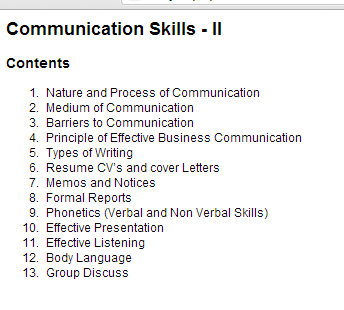 Communication Skills - II
Contents
1. Nature and Process of Communication
2. Medium of Communication
3. Barriers to Communication
4. Principle of Effective Business Communication
5. Types of Writing
6. Resume CV's and cover Letters
7. Memos and Notices
8. Formal Reports
9. Phonetics (Verbal and Non Verbal Skills)
10. Effective Presentation
11. Effective Listening
12. Body Language
13. Group Discuss